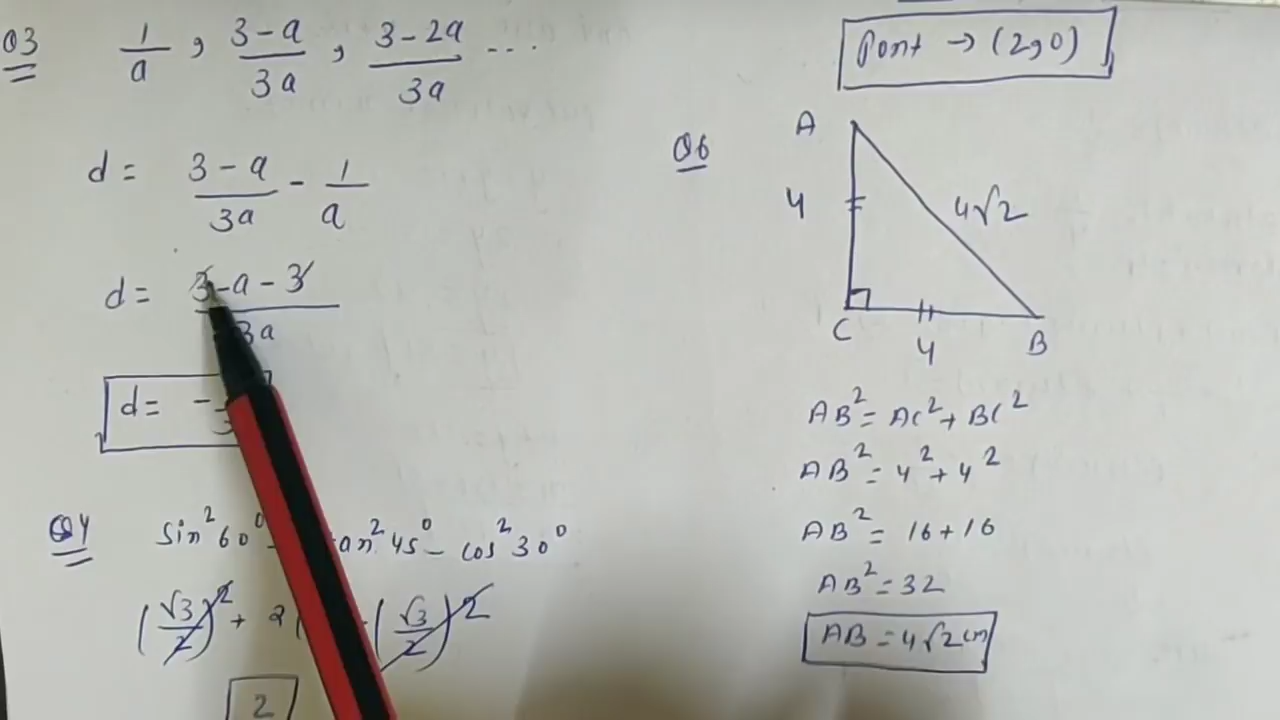 Q3 1/a , 3-a/3a , 3-2a/3a ...
d = 3-a/3a - 1/a
d = 3-a-3/3a
d = -
Q4 Sin²60° tan²45° - cos²30°
(√3/2)² + 2( - (√3/2)²
2
Point → (2,0)
Q6
A
4 4√2
C 4 B
AB² = AC² + BC²
AB² = 4² + 4²
AB² = 16+16
AB² = 32
AB = 4√2 cm